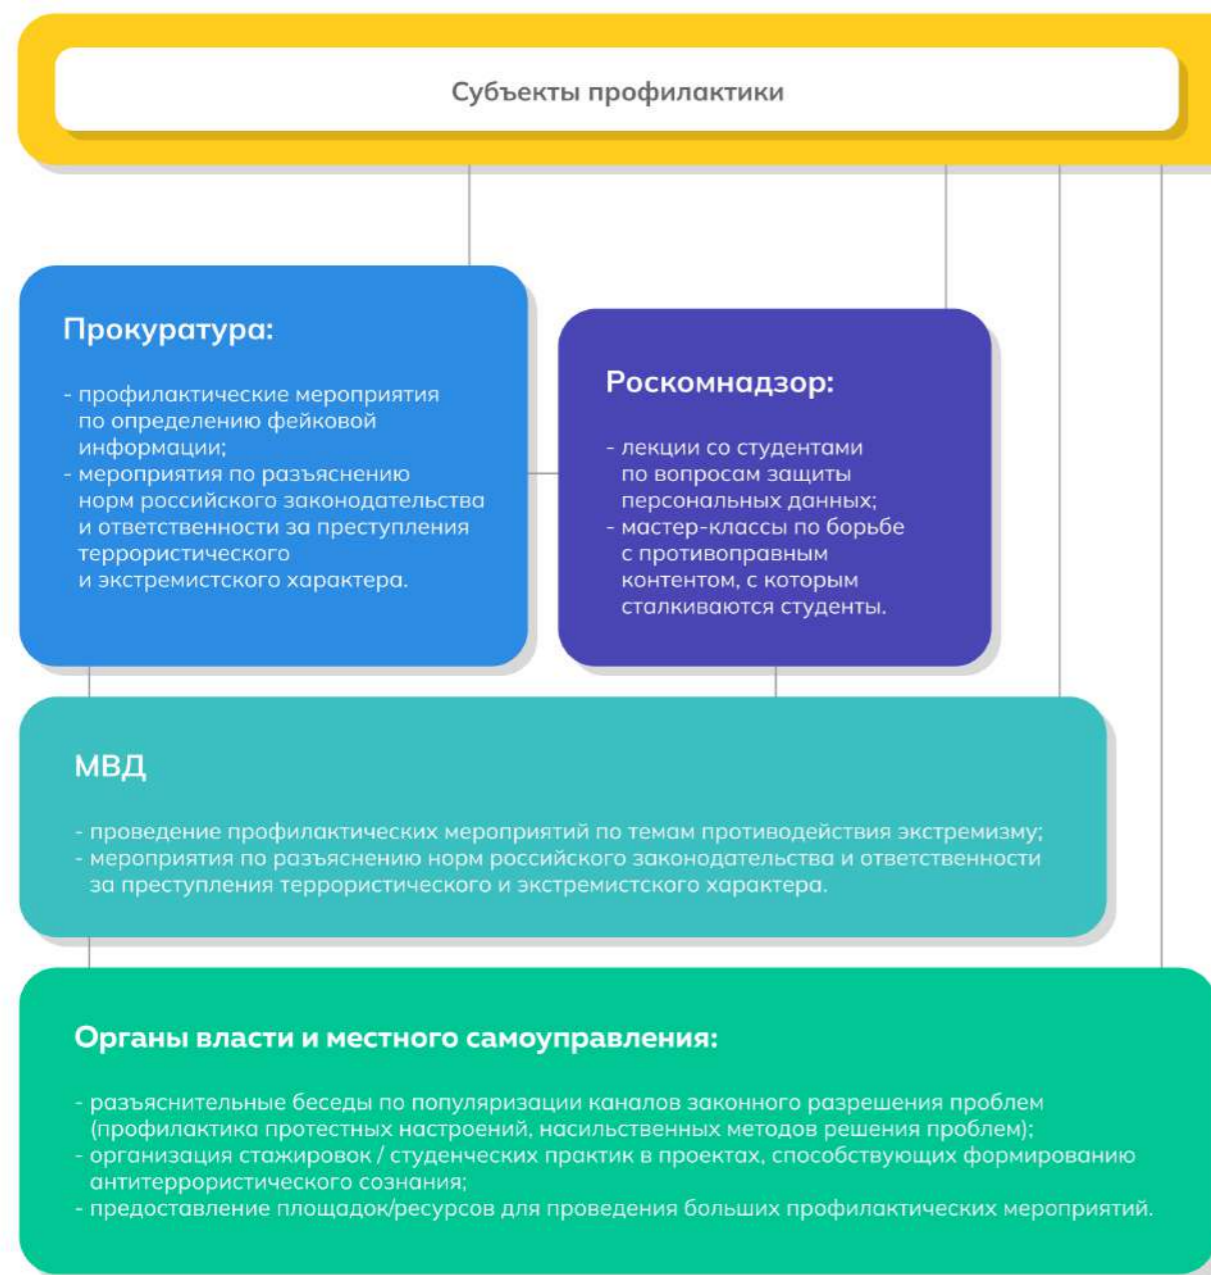 Субъекты профилактики
Прокуратура:
- профилактические мероприятия
по определению фейковой
информации;
- мероприятия по разъяснению
норм российского законодательства
и ответственности за преступления
террористического
и экстремистского характера.
Роскомнадзор:
- лекции со студентами
по вопросам защиты
персональных данных;
- мастер-классы по борьбе
с противоправным
контентом, с которым
сталкиваются студенты.
МВД
- проведение профилактических мероприятий по темам противодействия экстремизму;
- мероприятия по разъяснению норм российского законодательства и ответственности
за преступления террористического и экстремистского характера.
Органы власти и местного самоуправления:
- разъяснительные беседы по популяризации каналов законного разрешения проблем
(профилактика протестных настроений, насильственных методов решения проблем);
- организация стажировок / студенческих практик в проектах, способствующих формированию
антитеррористического сознания;
- предоставление площадок/ресурсов для проведения больших профилактических мероприятий.